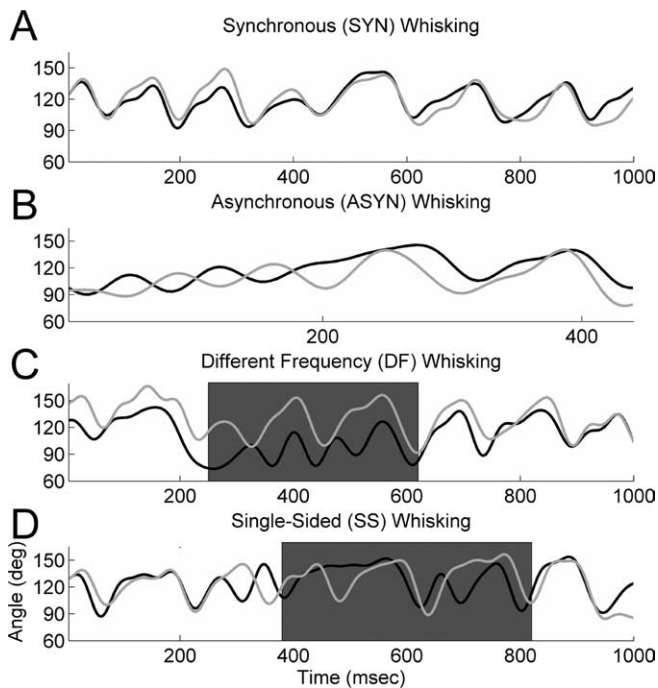 A
Synchronous (SYN) Whisking
150
120
90
60
200 400 600 800 1000
B
Asynchronous (ASYN) Whisking
150
120
90
60
200 400
C
Different Frequency (DF) Whisking
150
120
90
60
200 400 600 800 1000
D
Single-Sided (SS) Whisking
Angle (deg)
150
120
90
60
200 400 600 800 1000
Time (msec)